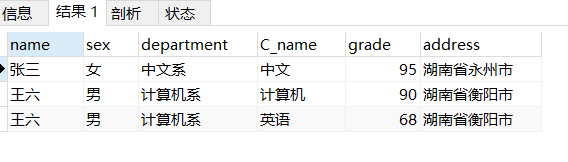 信息 结果 1 剖析 状态
name sex department C_name grade address
张三 女 中文系 中文 95 湖南省永州市
王六 男 计算机系 计算机 90 湖南省衡阳市
王六 男 计算机系 英语 68 湖南省衡阳市